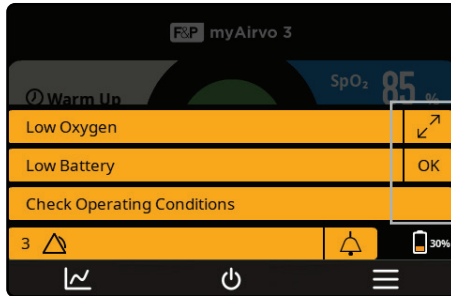 F&P myAirvo 3
Warm Up
SpO₂ 85 %
Low Oxygen
Low Battery OK
Check Operating Conditions
3
30%